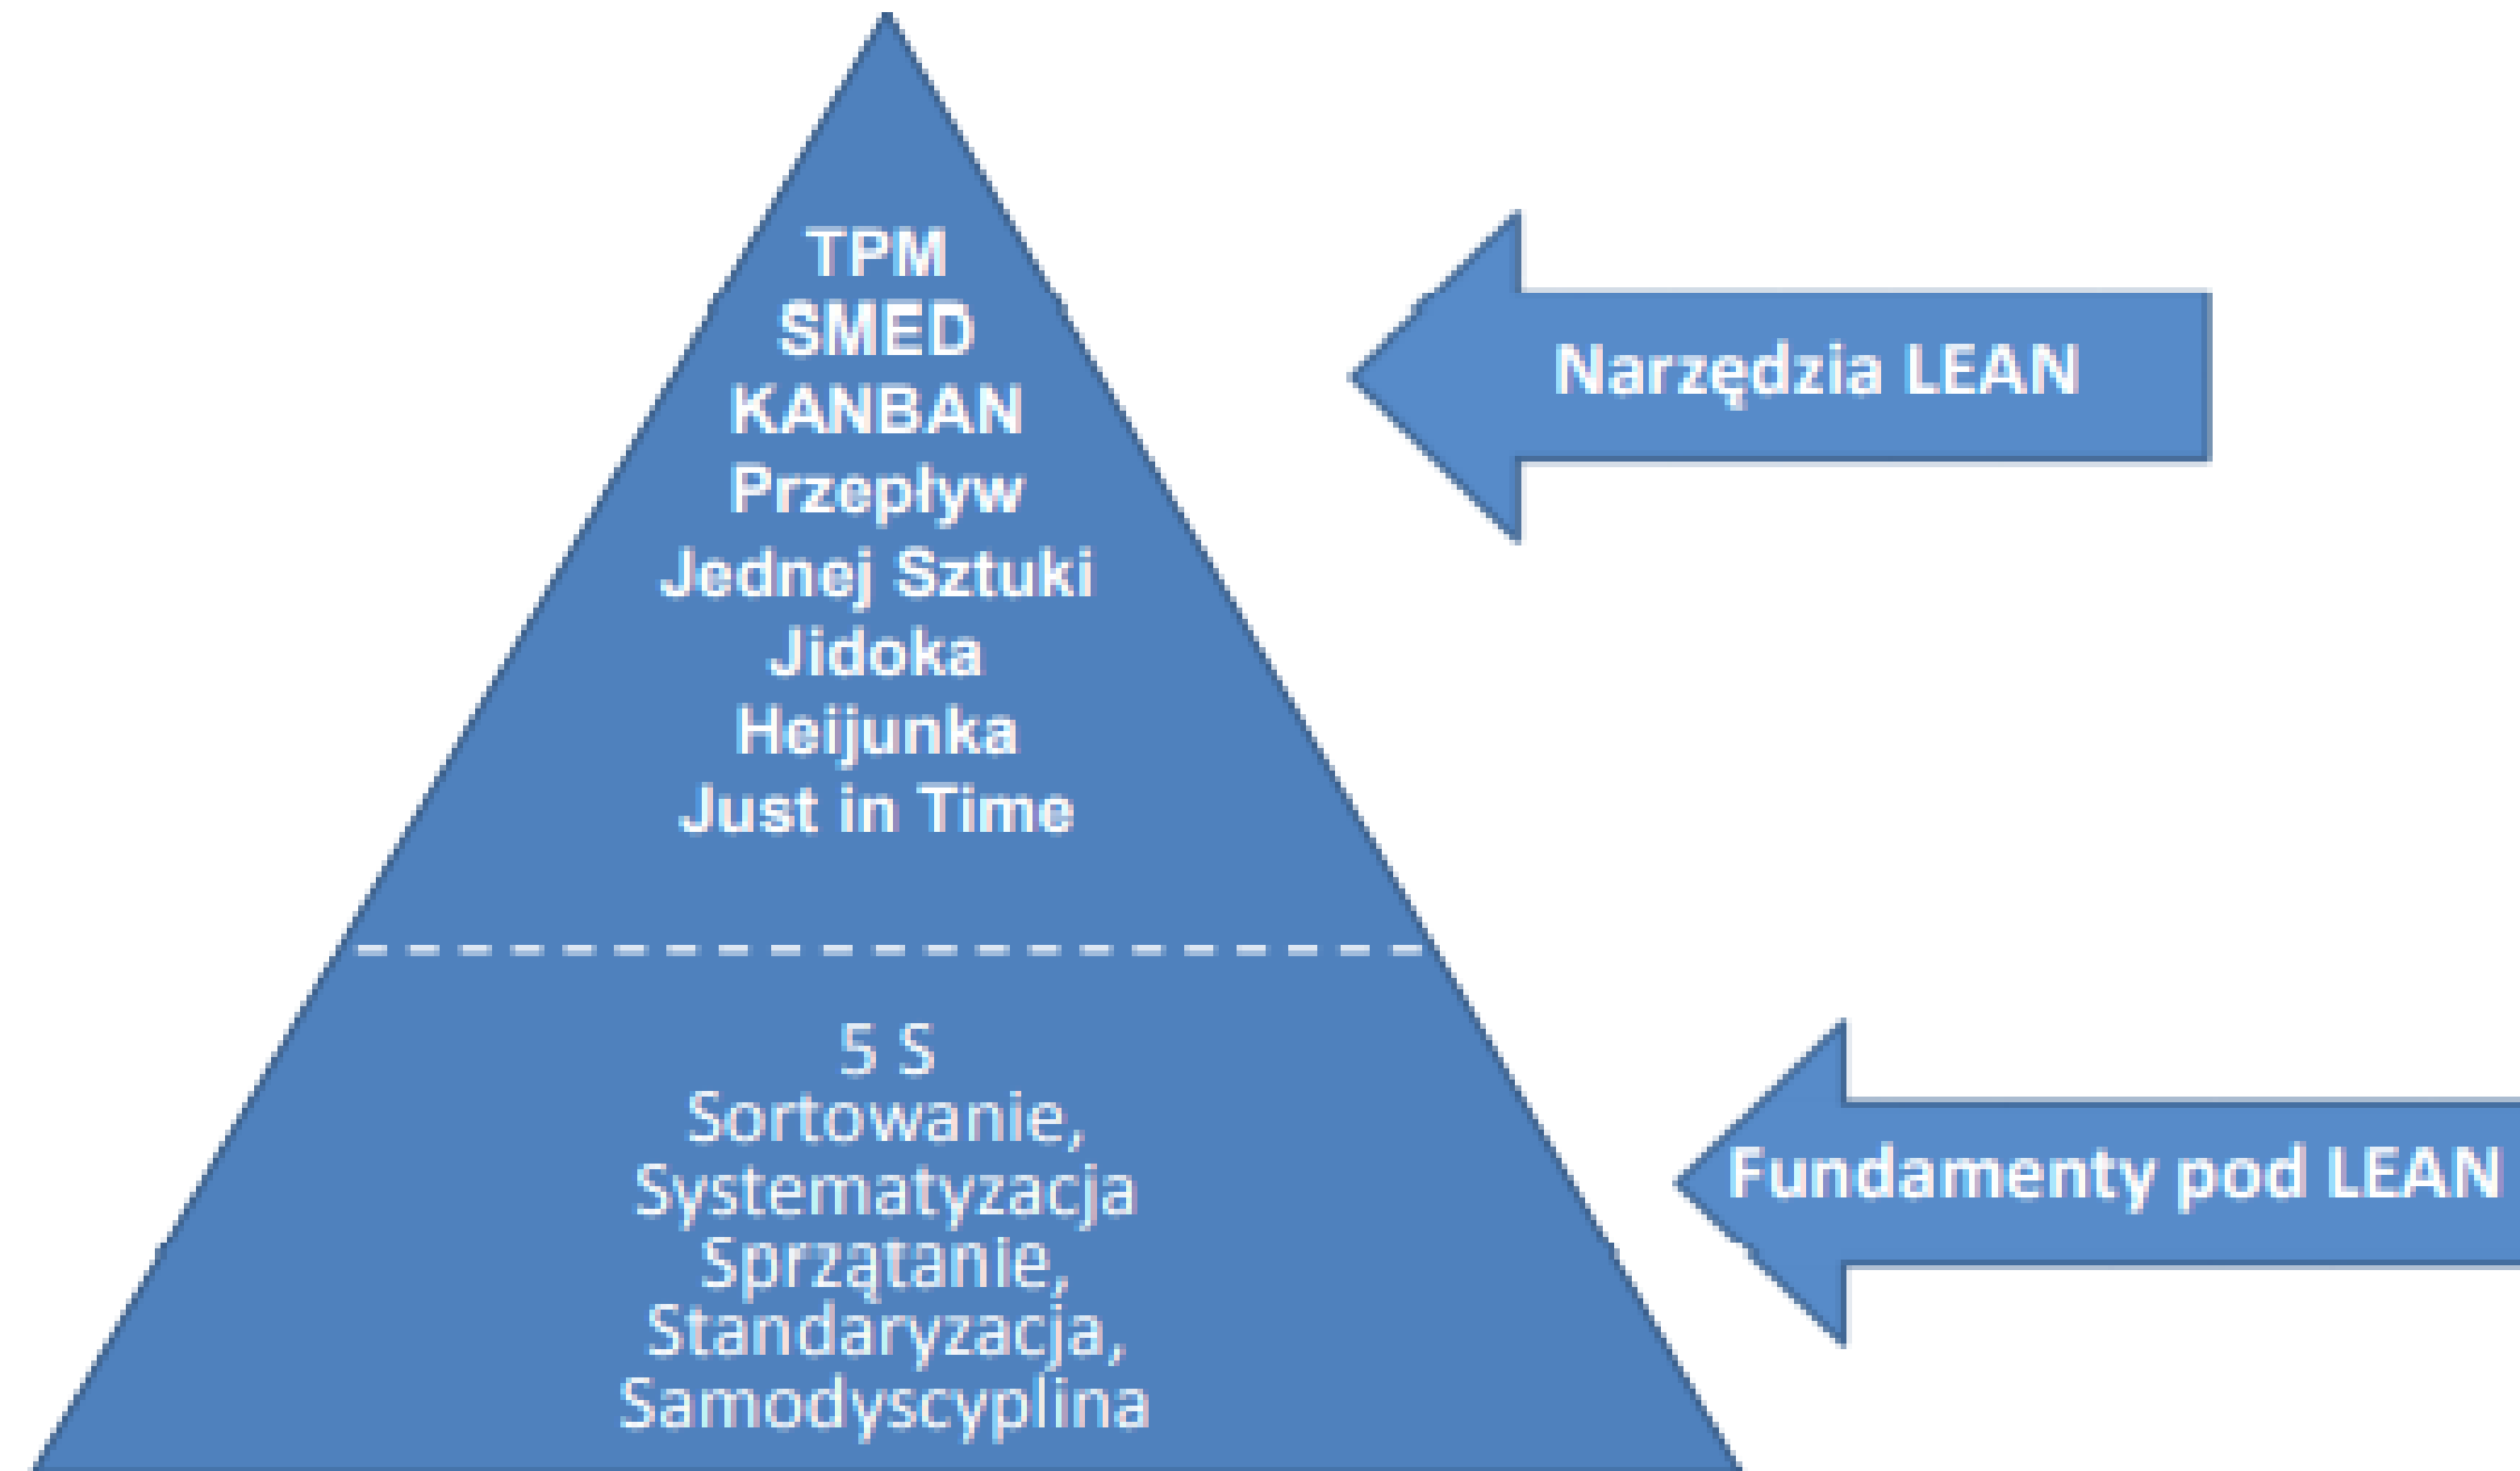 TPM
SMED
KANBAN
Przepływ
Jednej Sztuki
Jidoka
Heijunka
Just in Time
Narzędzia LEAN
5 S
Sortowanie,
Systematyzacja
Sprzątanie,
Standaryzacja,
Samodyscyplina
Fundamenty pod LEAN